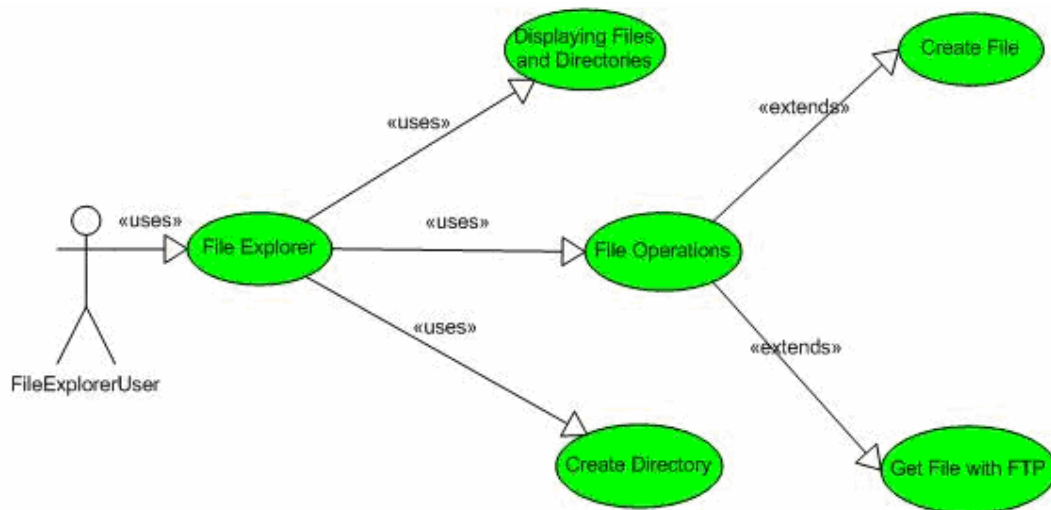 Displaying Files
and Directories
Create File
«extends»
«uses»
«uses»
«uses»
File Explorer
File Operations
«uses»
«extends»
FileExplorerUser
Create Directory
Get File with FTP